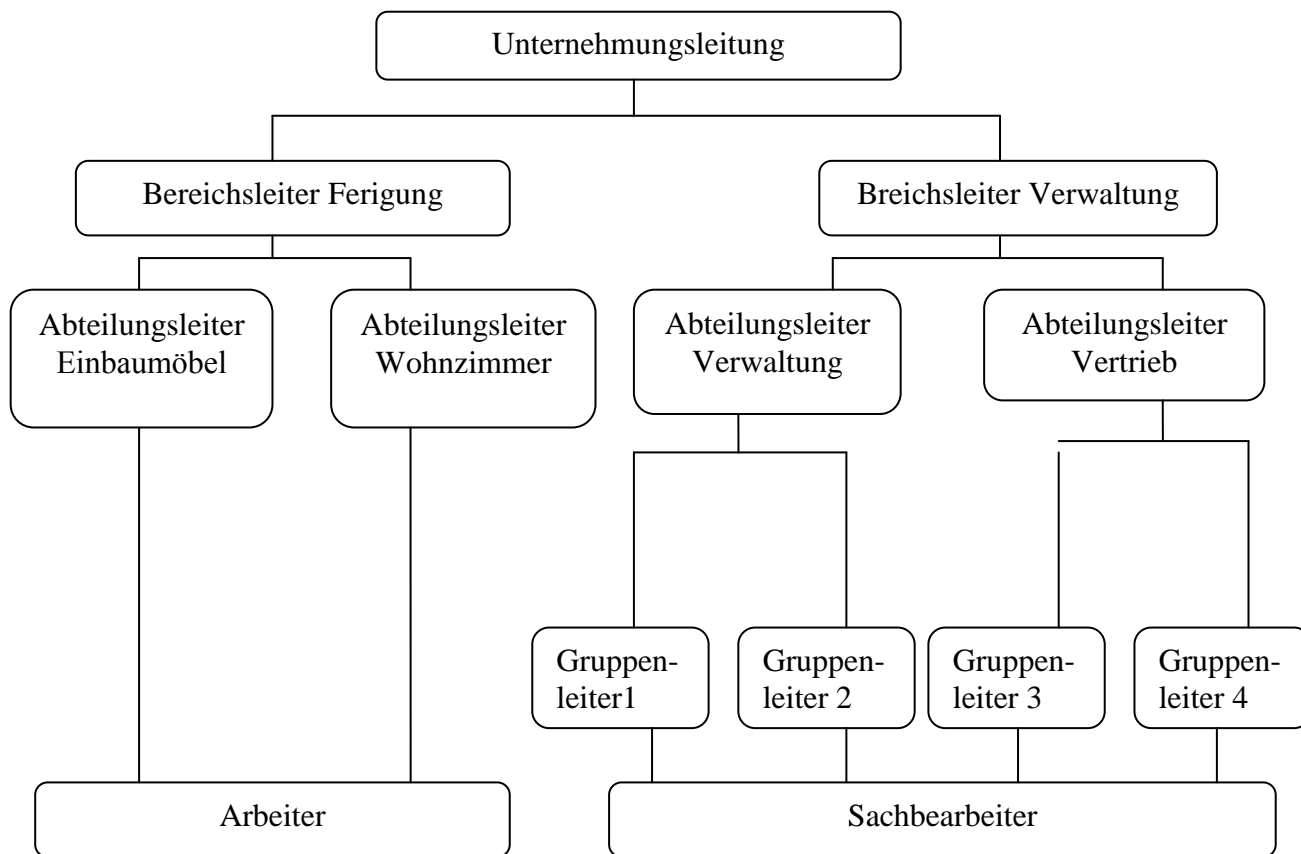 Unternehmungsleitung
Bereichsleiter Ferigung
Breichsleiter Verwaltung
Abteilungsleiter
Einbaumöbel
Abteilungsleiter
Wohnzimmer
Abteilungsleiter
Verwaltung
Abteilungsleiter
Vertrieb
Gruppen-
leiter1
Gruppen-
leiter 2
Gruppen-
leiter 3
Gruppen-
leiter 4
Arbeiter
Sachbearbeiter